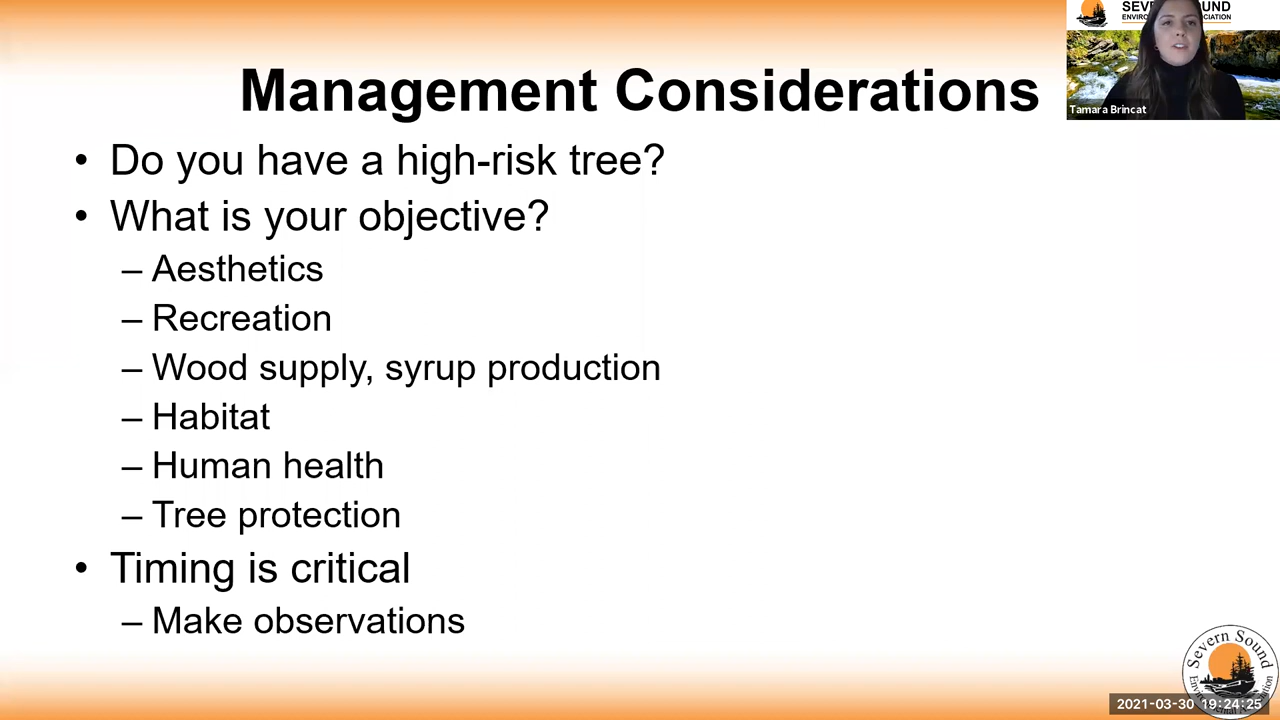 SEVERN SOUND
Management Considerations
Tamara Brincat
• Do you have a high-risk tree?
• What is your objective?
– Aesthetics
– Recreation
– Wood supply, syrup production
– Habitat
– Human health
– Tree protection
• Timing is critical
– Make observations
Severn Sound
2021-03-30 19:24:25